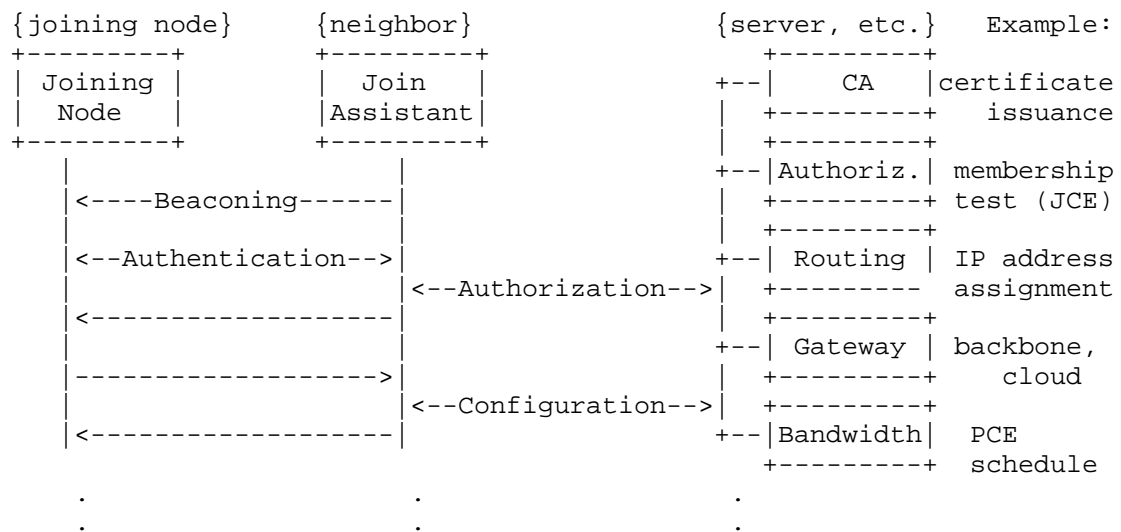 {joining node} {neighbor} {server, etc.} Example:
+---------+ +---------+ +---------+
| Joining | | Join | +--| CA |certificate
| Node | |Assistant| | +---------+ issuance
+---------+ +---------+ | +---------+
| | +--|Authoriz.| membership
|<----Beaconing------| | +---------+ test (JCE)
| | | +---------+
|<--Authentication-->| +--| Routing | IP address
| |<--Authorization-->| +--------- assignment
|<-------------------| | +---------+
| | +--| Gateway | backbone,
|------------------->| | +---------+ cloud
| |<--Configuration-->| +---------+
|<-------------------| +--|Bandwidth| PCE
+---------+ schedule
. . .
. . .